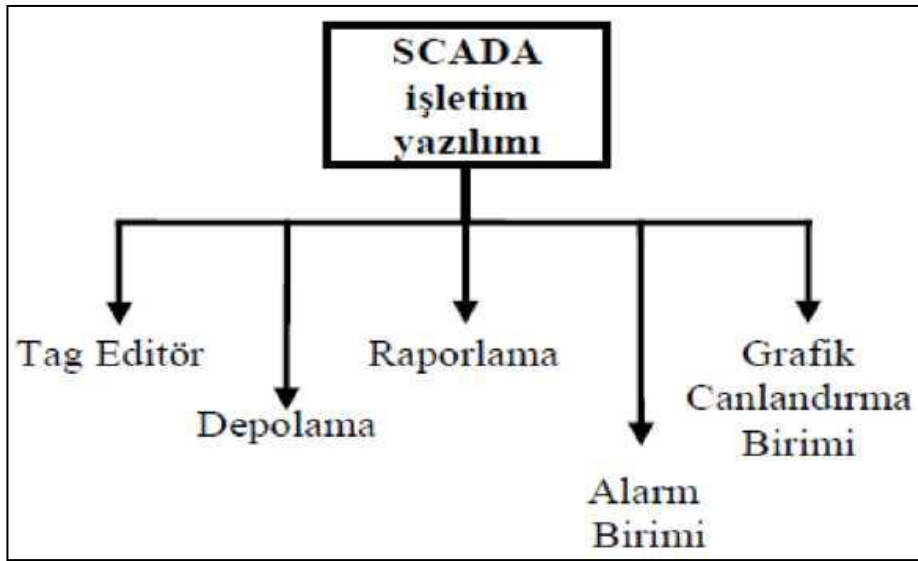 SCADA
işletim
yazılımı
Tag Editör
Depolama
Raporlama
Alarm
Birimi
Grafik
Canlandırma
Birimi